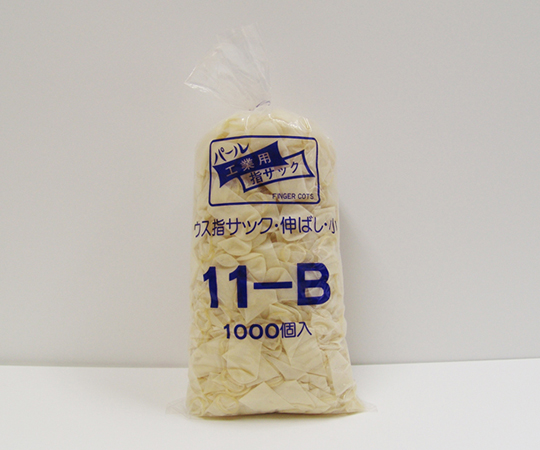 パール
工業用
指サック
FINGER COTS
ウス指サック・伸ばし・小
11-B
1000個入